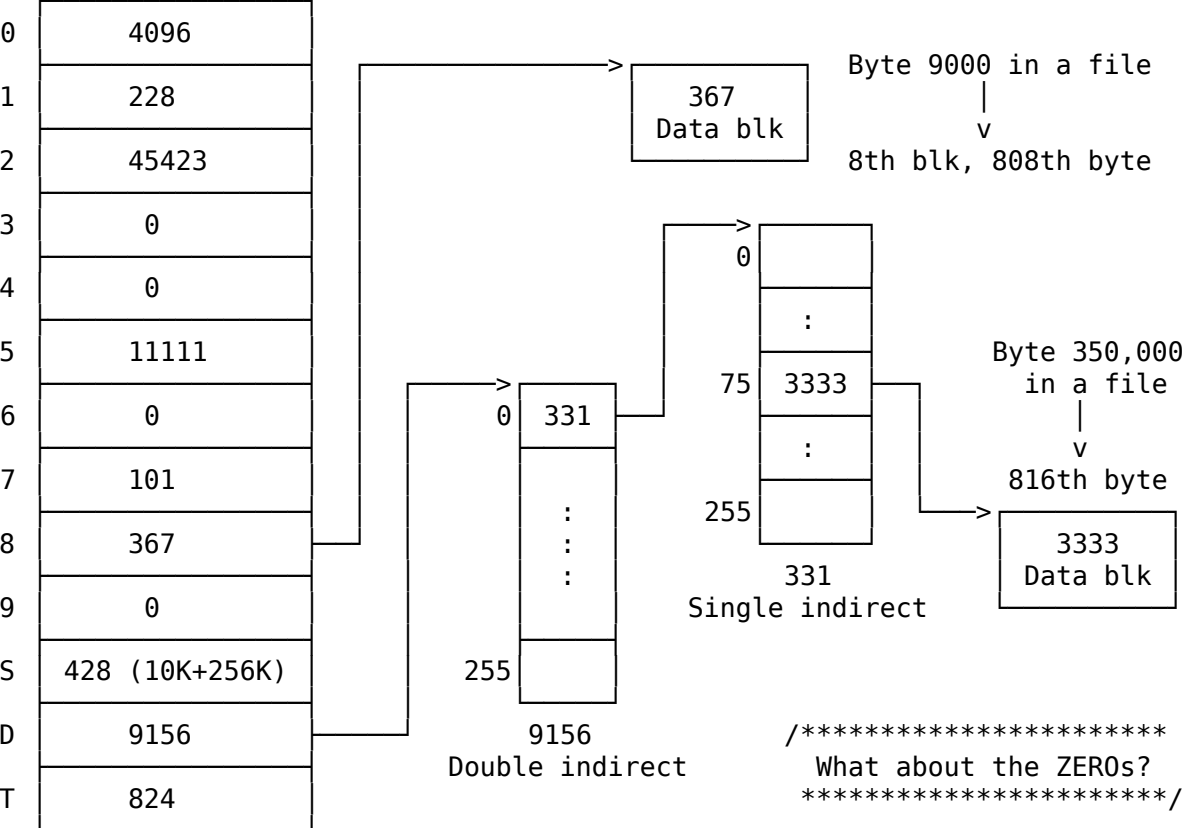 0 4096
1 228
2 45423
3 0
4 0
5 11111
6 0
7 101
8 367
9 0
S 428 (10K+256K)
D 9156
T 824
367
Data blk
Byte 9000 in a file
|
v
8th blk, 808th byte
>
0 331
:
:
:
255
9156
Double indirect
>
0
:
75 3333
:
255
331
Single indirect
Byte 350,000
in a file
|
v
816th byte
>
3333
Data blk
/***********************
What about the ZEROs?
***********************/